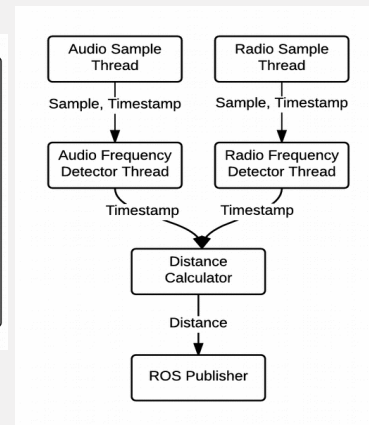 Audio Sample
Thread
Radio Sample
Thread
Sample, Timestamp
Sample, Timestamp
Audio Frequency
Detector Thread
Radio Frequency
Detector Thread
Timestamp
Timestamp
Distance
Calculator
Distance
ROS Publisher